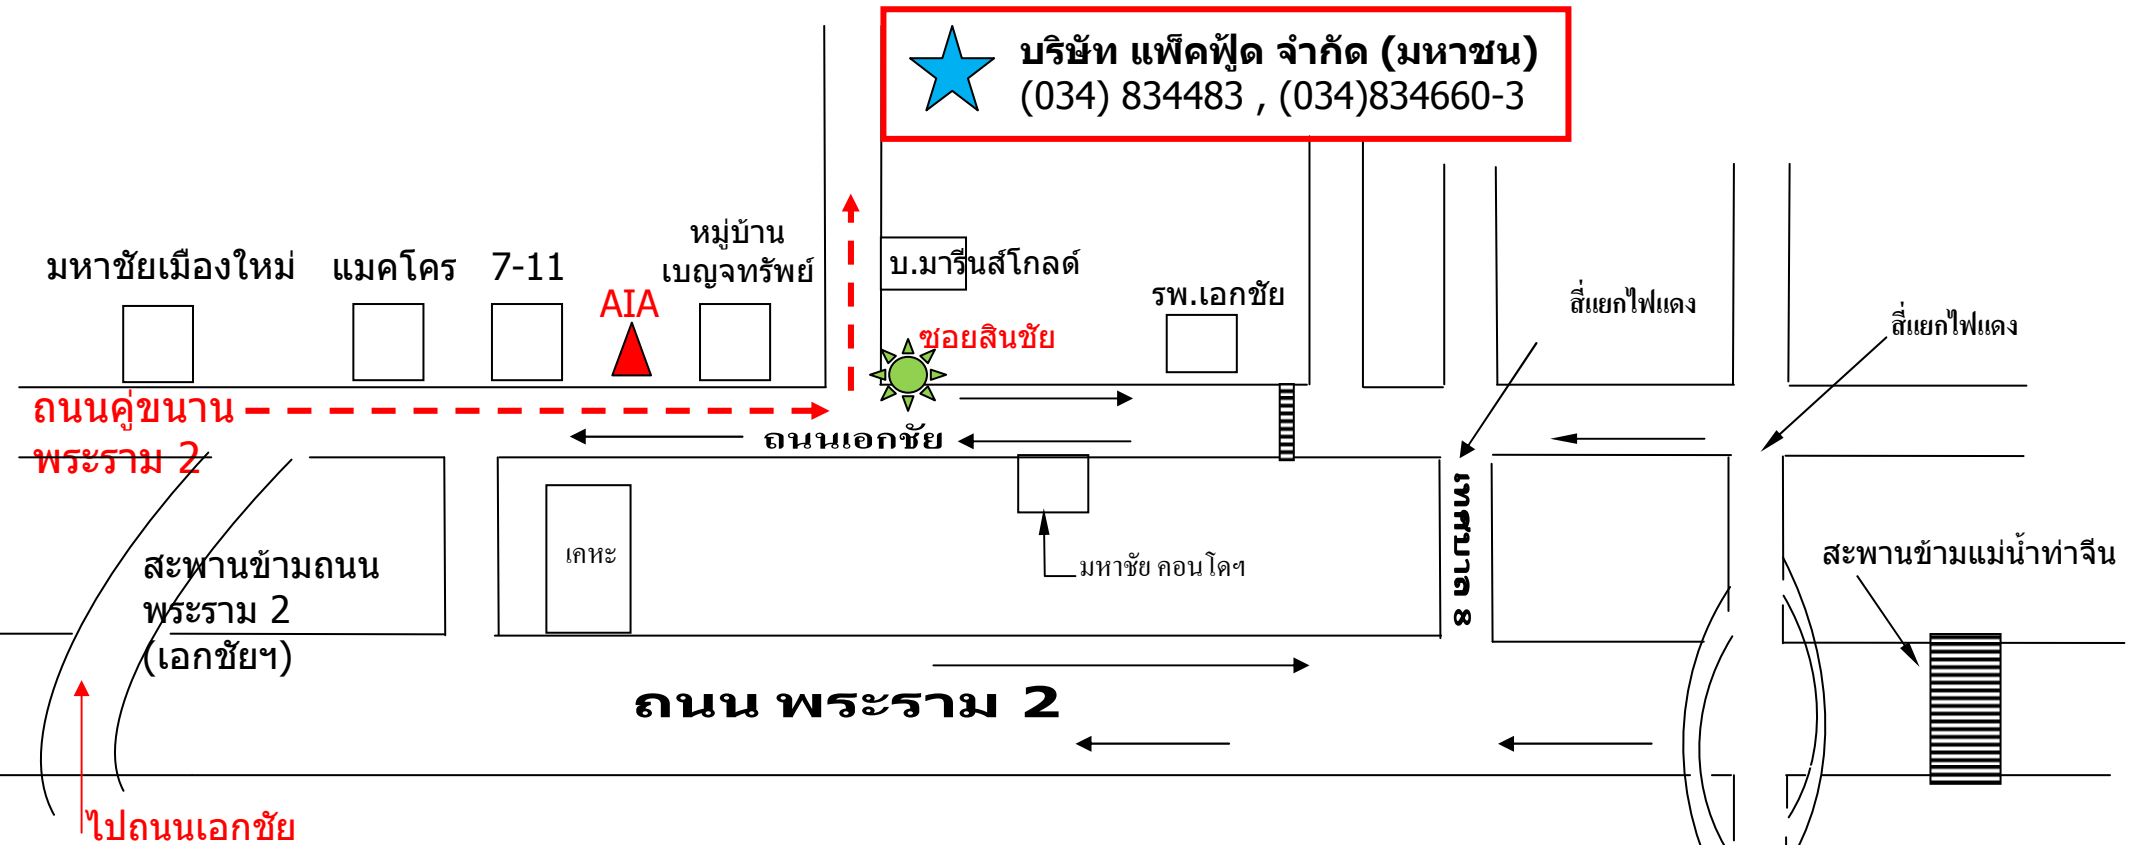 บริษัท แพ็คฟู้ด จำกัด (มหาชน)
(034) 834483 , (034)834660-3
มหาชัยเมืองใหม่
แมคโคร
7-11
AIA
หมู่บ้าน
เบญจทรัพย์
บ.มารีนส์โกลด์
ซอยสินชัย
รพ.เอกชัย
สี่แยกไฟแดง
สี่แยกไฟแดง
ถนนคู่ขนาน
พระราม 2
ถนนเอกชัย
เคหะ
มหาชัย คอนโดฯ
เทศบาล 8
สะพานข้ามแม่น้ำท่าจีน
สะพานข้ามถนน
พระราม 2
(เอกชัยฯ)
ถนน พระราม 2
ไปถนนเอกชัย